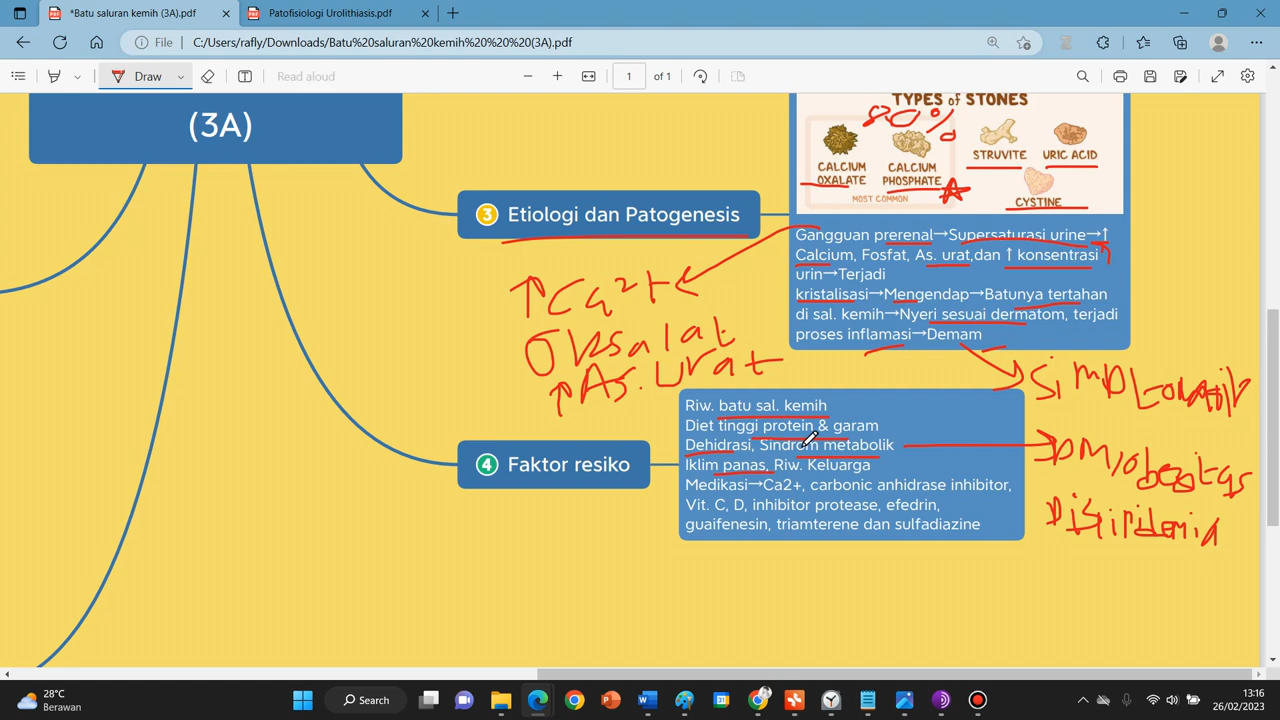 *Batu saluran kemih (3A).pdf
Patofisiologi Urolithiasis.pdf
File
C:/Users/rafly/Downloads/Batu%20saluran%20kemih%20%20%20(3A).pdf
Draw
Read aloud
1
of 1
(3A)
TYPES of STONES
80%
CALCIUM
OXALATE
CALCIUM
PHOSPHATE
STRUVITE
URIC ACID
MOST COMMON
CYSTINE
3 Etiologi dan Patogenesis
Gangguan prerenal→Supersaturasi urine→↑
Calcium, Fosfat, As. urat,dan ↑ konsentrasi
urin→Terjadi
kristalisasi→Mengendap→Batunya tertahan
di sal. kemih→Nyeri sesuai dermatom, terjadi
proses inflamasi→Demam
↑Ca2+
Oksalat
↑As. Urat
4 Faktor resiko
Riw. batu sal. kemih
Diet tinggi protein & garam
Dehidrasi, Sindrom metabolik
Iklim panas, Riw. Keluarga
Medikasi→Ca2+, carbonic anhidrase inhibitor,
Vit. C, D, inhibitor protease, efedrin,
guaifenesin, triamterene dan sulfadiazine
DM, obesitas
Dislipidemia
28°C
Berawan
Search
13:16
26/02/2023